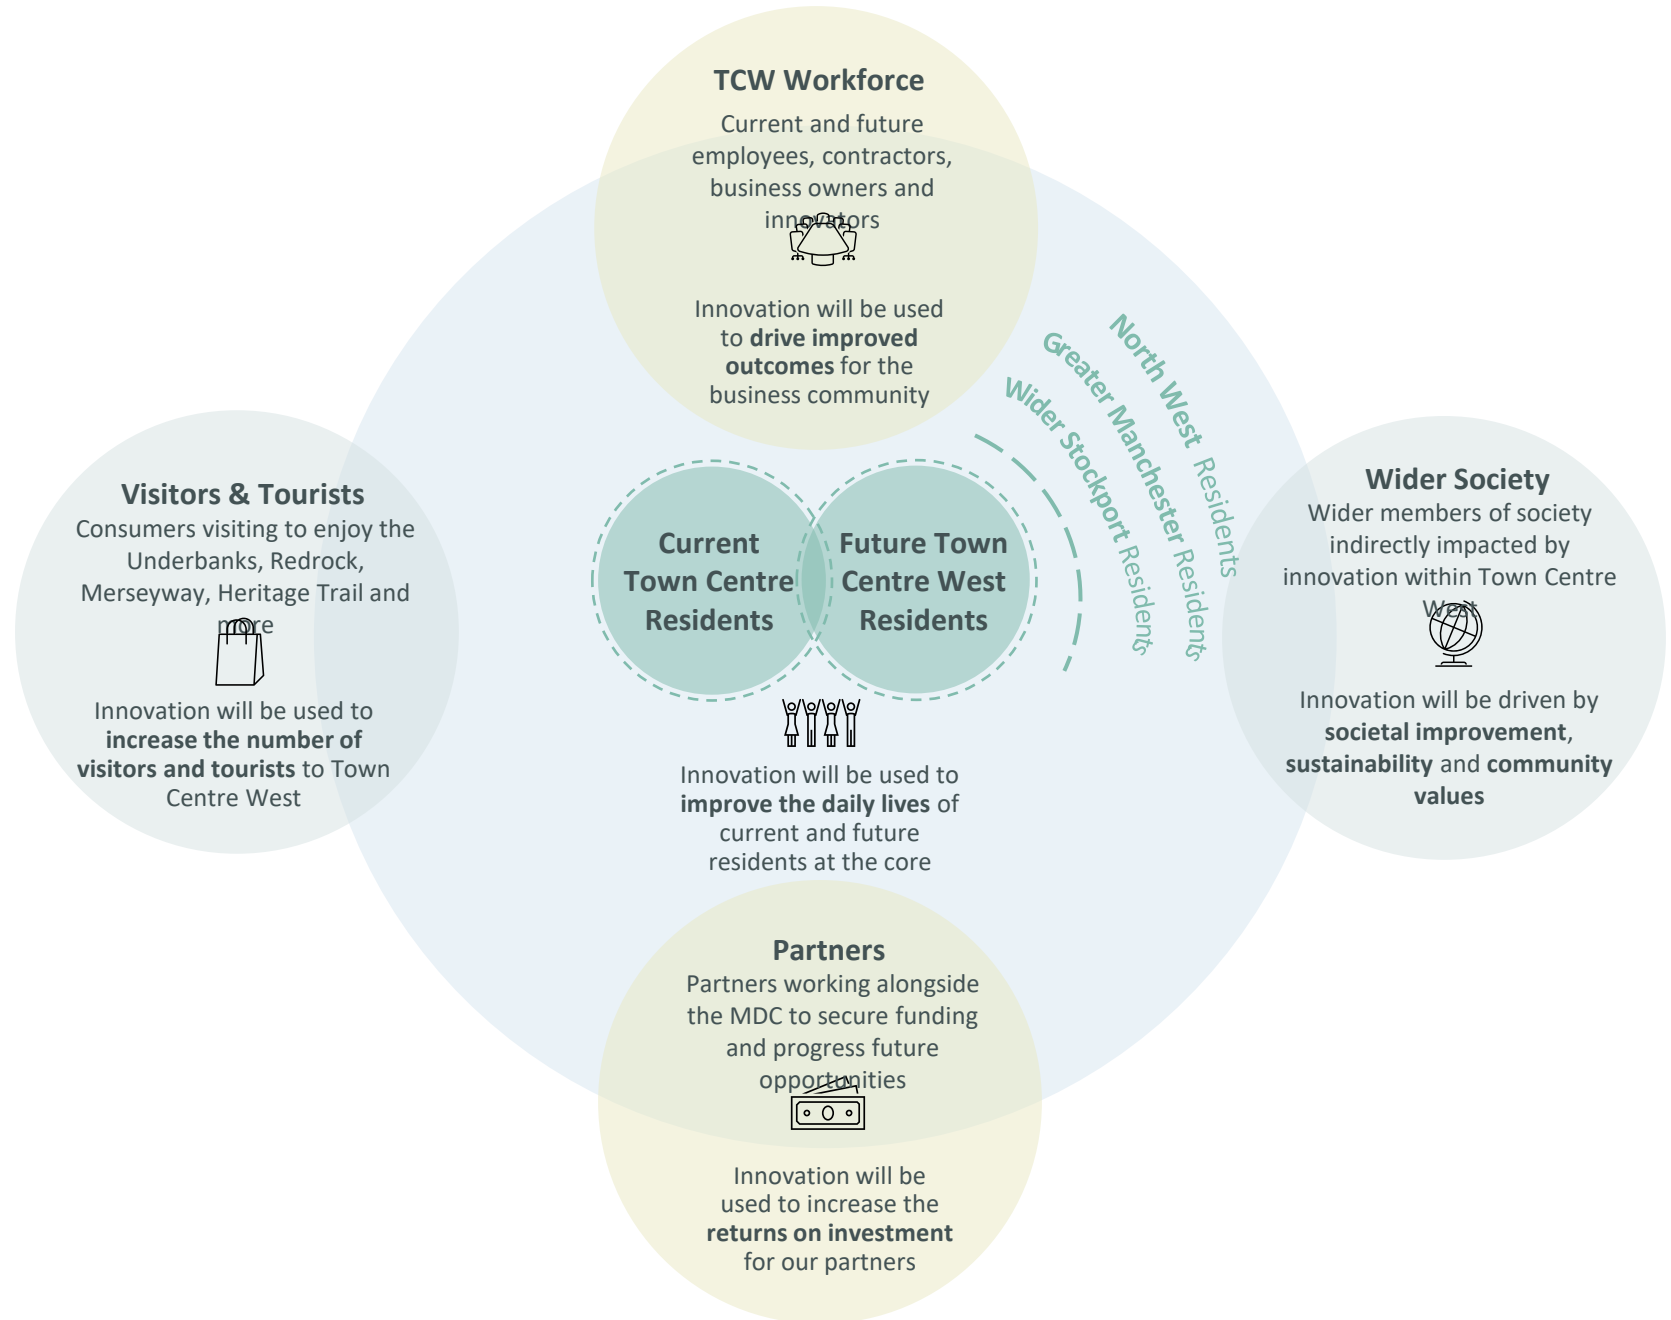 TCW Workforce
Current and future
employees, contractors,
business owners and
innovators
Innovation will be used
to drive improved
outcomes for the
business community
North West Residents
Greater Manchester Residents
Wider Stockport Residents
Visitors & Tourists
Consumers visiting to enjoy the
Underbanks, Redrock,
Merseyway, Heritage Trail and
more
Innovation will be used to
increase the number of
visitors and tourists to Town
Centre West
Current
Town Centre
Residents
Future Town
Centre West
Residents
Innovation will be used to
improve the daily lives of
current and future
residents at the core
Wider Society
Wider members of society
indirectly impacted by
innovation within Town Centre
West
Innovation will be driven by
societal improvement,
sustainability and community
values
Partners
Partners working alongside
the MDC to secure funding
and progress future
opportunities
Innovation will be
used to increase the
returns on investment
for our partners